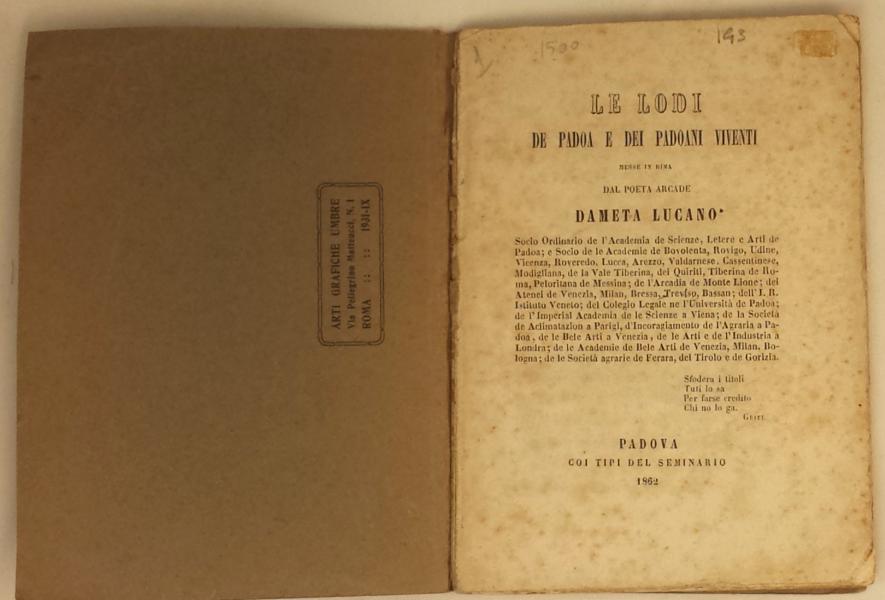 ARTI GRAFICHE UMBRE
Via Pellegrino Matteucci, N. 1
ROMA :: :: 1931-IX
1500
193
LE LODI
DE PADOA E DEI PADOANI VIVENTI
MESSE IN RIMA
DAL POETA ARCADE
DAMETA LUCANO*
Socio Ordinario de l'Academia de Scienze, Letere e Arti de
Padoa; e Socio de le Academie de Bovolenta, Rovigo, Udine,
Vicenza, Roveredo, Lucca, Arezzo, Valdarnese, Cassentinese,
Modigliana, de la Vale Tiberina, dei Quiriti, Tiberina de Ro-
ma, Peloritana de Messina; de l'Arcadia de Monte Lione; dei
Atenei de Venezia, Milan, Bressa, Treviso, Bassan; dell'I. R.
Istituto Veneto; del Colegio Legale ne l'Università de Padoa;
de l'Imperial Academia de le Scienze a Viena; de la Società
de Aclimatazion a Parigi, d'Incoragiamento de l'Agraria a Pa-
doa, de le Bele Arti a Venezia, de le Arti e de l'Industria a
Londra; de le Academie de Bele Arti de Venezia, Milan, Bo-
logna; de le Società agrarie de Ferara, del Tirolo e de Gorizia.
Sfodera i titoli
Tuti lo sa
Per farse credito
Chi no lo ga.
PADOVA
COI TIPI DEL SEMINARIO
1862